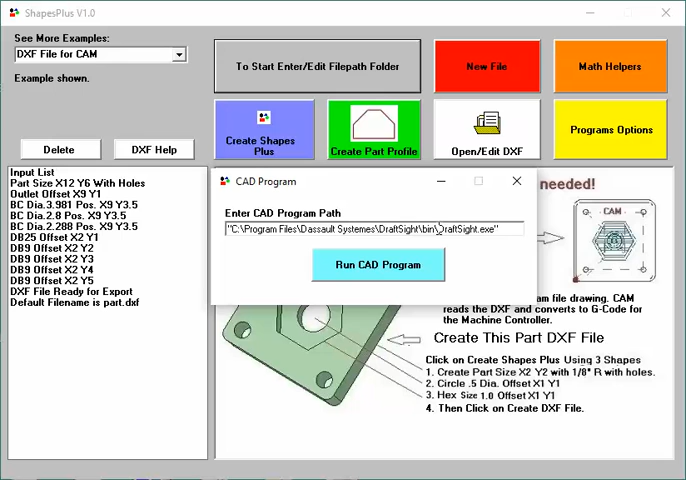 ShapesPlus V1.0
See More Examples:
DXF File for CAM
Example shown.
To Start Enter/Edit Filepath Folder
New File
Math Helpers
Create Shapes
Plus
Create Part Profile
Open/Edit DXF
Programs Options
Delete
DXF Help
Input List
Part Size X12 Y6 With Holes
Outlet Offset X9 Y1
BC Dia.3.981 Pos. X9 Y3.5
BC Dia.2.8 Pos. X9 Y3.5
BC Dia.2.288 Pos. X9 Y3.5
DB25 Offset X2 Y1
DB9 Offset X2 Y2
DB9 Offset X2 Y3
DB9 Offset X2 Y4
DB9 Offset X2 Y5
DXF File Ready for Export
Default Filename is part.dxf
CAD Program
Enter CAD Program Path
"C:\Program Files\Dassault Systemes\DraftSight\bin\DraftSight.exe"
Run CAD Program
needed!
CAM
am file drawing. CAM
reads the DXF and converts to G-Code for
the Machine Controller.
Create This Part DXF File
Click on Create Shapes Plus Using 3 Shapes
1. Create Part Size X2 Y2 with 1/8" R with holes.
2. Circle .5 Dia. Offset X1 Y1
3. Hex Size 1.0 Offset X1 Y1
4. Then Click on Create DXF File.